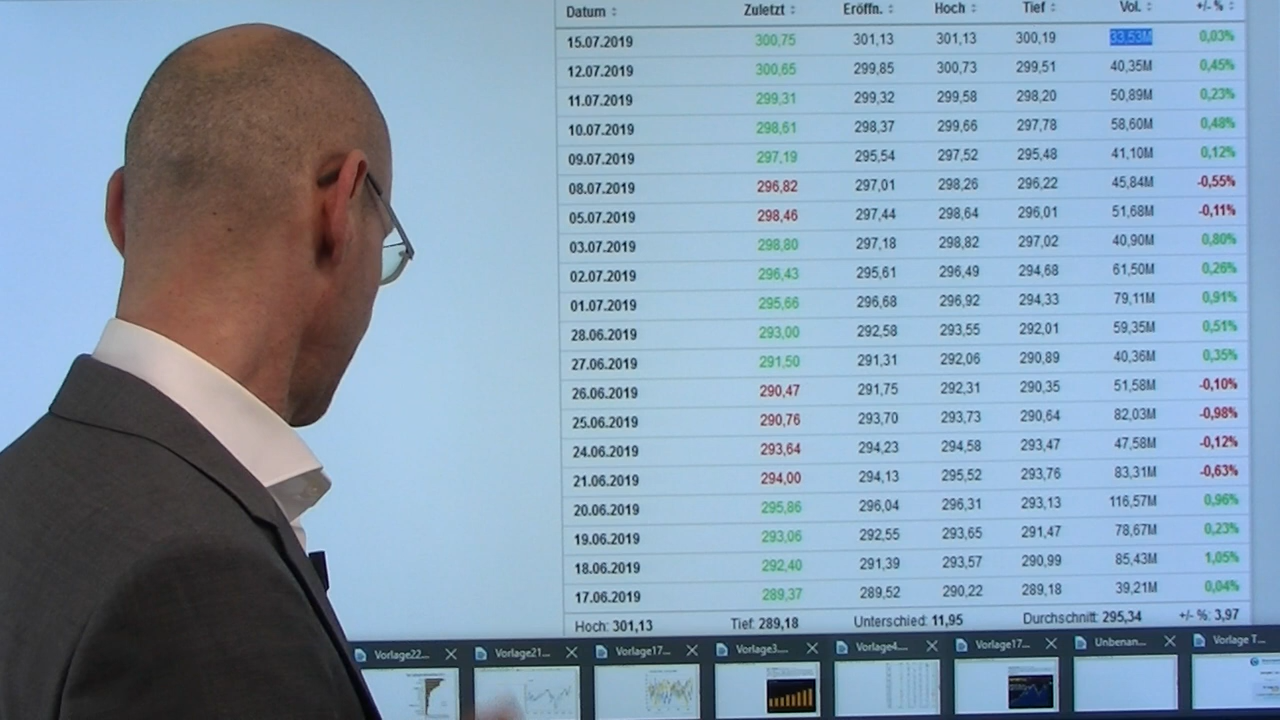 Datum Zuletzt Eröffn. Hoch Tief Vol. +/- %
15.07.2019 300,75 301,13 301,13 300,19 33,53M 0,03%
12.07.2019 300,65 299,85 300,73 299,51 40,35M 0,45%
11.07.2019 299,31 299,32 299,58 298,20 50,89M 0,23%
10.07.2019 298,61 298,37 299,66 297,78 58,60M 0,48%
09.07.2019 297,19 295,54 297,52 295,48 41,10M 0,12%
08.07.2019 296,82 297,01 298,26 296,22 45,84M -0,55%
05.07.2019 298,46 297,44 298,64 296,01 51,68M -0,11%
03.07.2019 298,80 297,18 298,82 297,02 40,90M 0,80%
02.07.2019 296,43 295,61 296,49 294,68 61,50M 0,26%
01.07.2019 295,66 296,68 296,92 294,33 79,11M 0,91%
28.06.2019 293,00 292,58 293,55 292,01 59,35M 0,51%
27.06.2019 291,50 291,31 292,06 290,89 40,36M 0,35%
26.06.2019 290,47 291,75 292,31 290,35 51,58M -0,10%
25.06.2019 290,76 293,70 293,73 290,64 82,03M -0,98%
24.06.2019 293,64 294,23 294,58 293,47 47,58M -0,12%
21.06.2019 294,00 294,13 295,52 293,76 83,31M -0,63%
20.06.2019 295,86 296,04 296,31 293,13 116,57M 0,96%
19.06.2019 293,06 292,55 293,65 291,47 78,67M 0,23%
18.06.2019 292,40 291,39 293,57 290,99 85,43M 1,05%
17.06.2019 289,37 289,52 290,22 289,18 39,21M 0,04%
Hoch: 301,13 Tief: 289,18 Unterschied: 11,95 Durchschnitt: 295,34 +/- %: 3,97
Vorlage22... Vorlage21... Vorlage17... Vorlage3.... Vorlage4.... Vorlage17... Unbenan... Vorlage T...